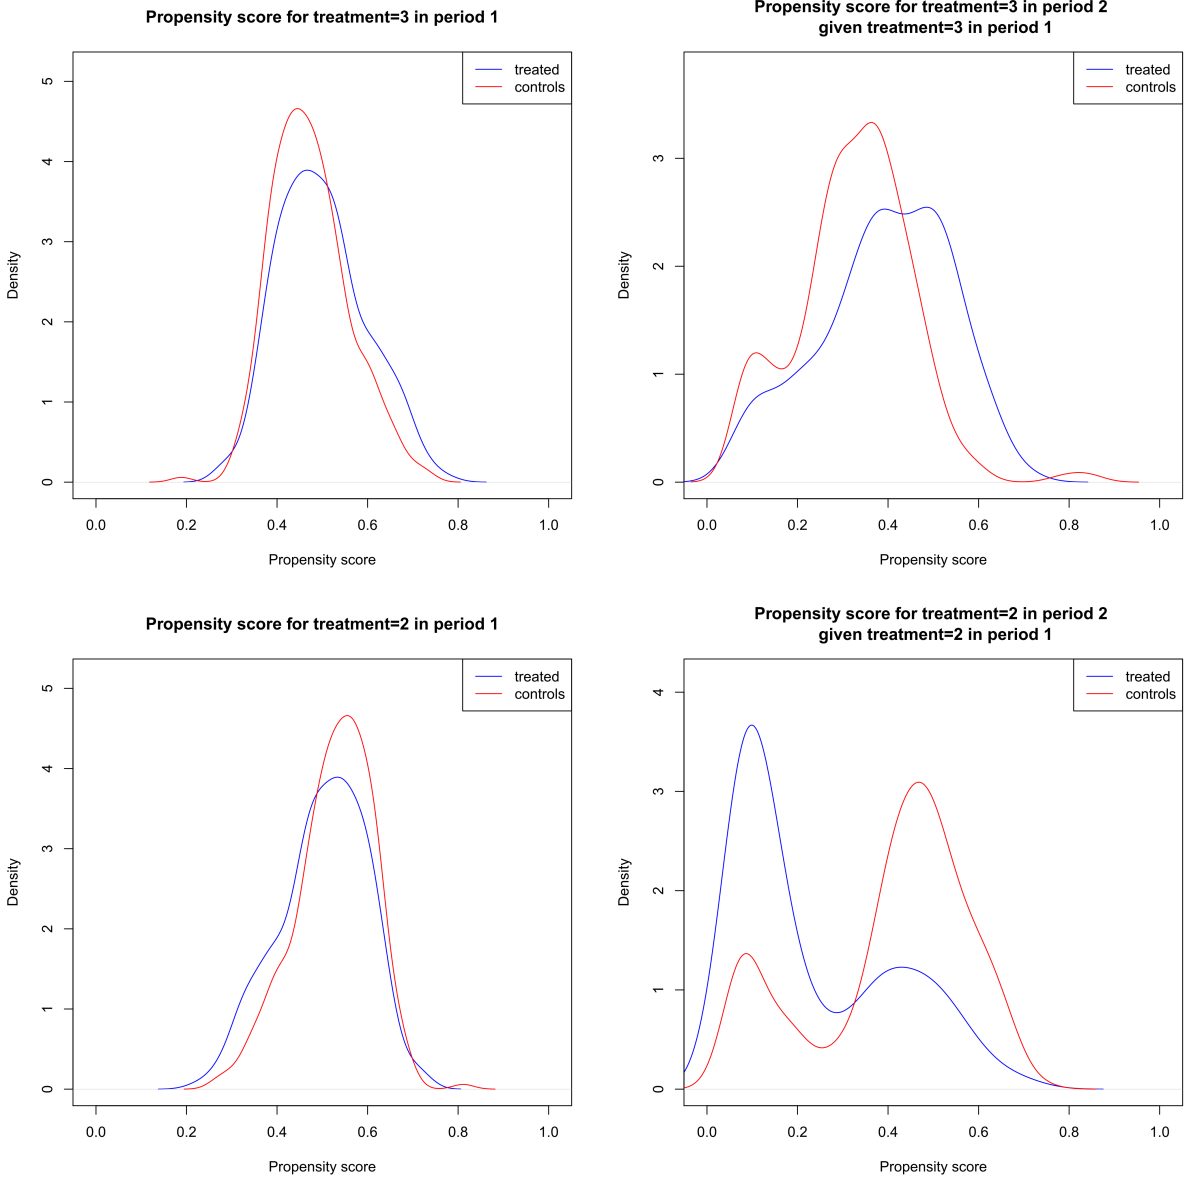 Propensity score for treatment=3 in period 1
treated
controls
Density
0
1
2
3
4
5
0.0
0.2
0.4
0.6
0.8
1.0
Propensity score
Propensity score for treatment=3 in period 2
given treatment=3 in period 1
treated
controls
Density
0
1
2
3
0.0
0.2
0.4
0.6
0.8
1.0
Propensity score
Propensity score for treatment=2 in period 1
treated
controls
Density
0
1
2
3
4
5
0.0
0.2
0.4
0.6
0.8
1.0
Propensity score
Propensity score for treatment=2 in period 2
given treatment=2 in period 1
treated
controls
Density
0
1
2
3
4
0.0
0.2
0.4
0.6
0.8
1.0
Propensity score